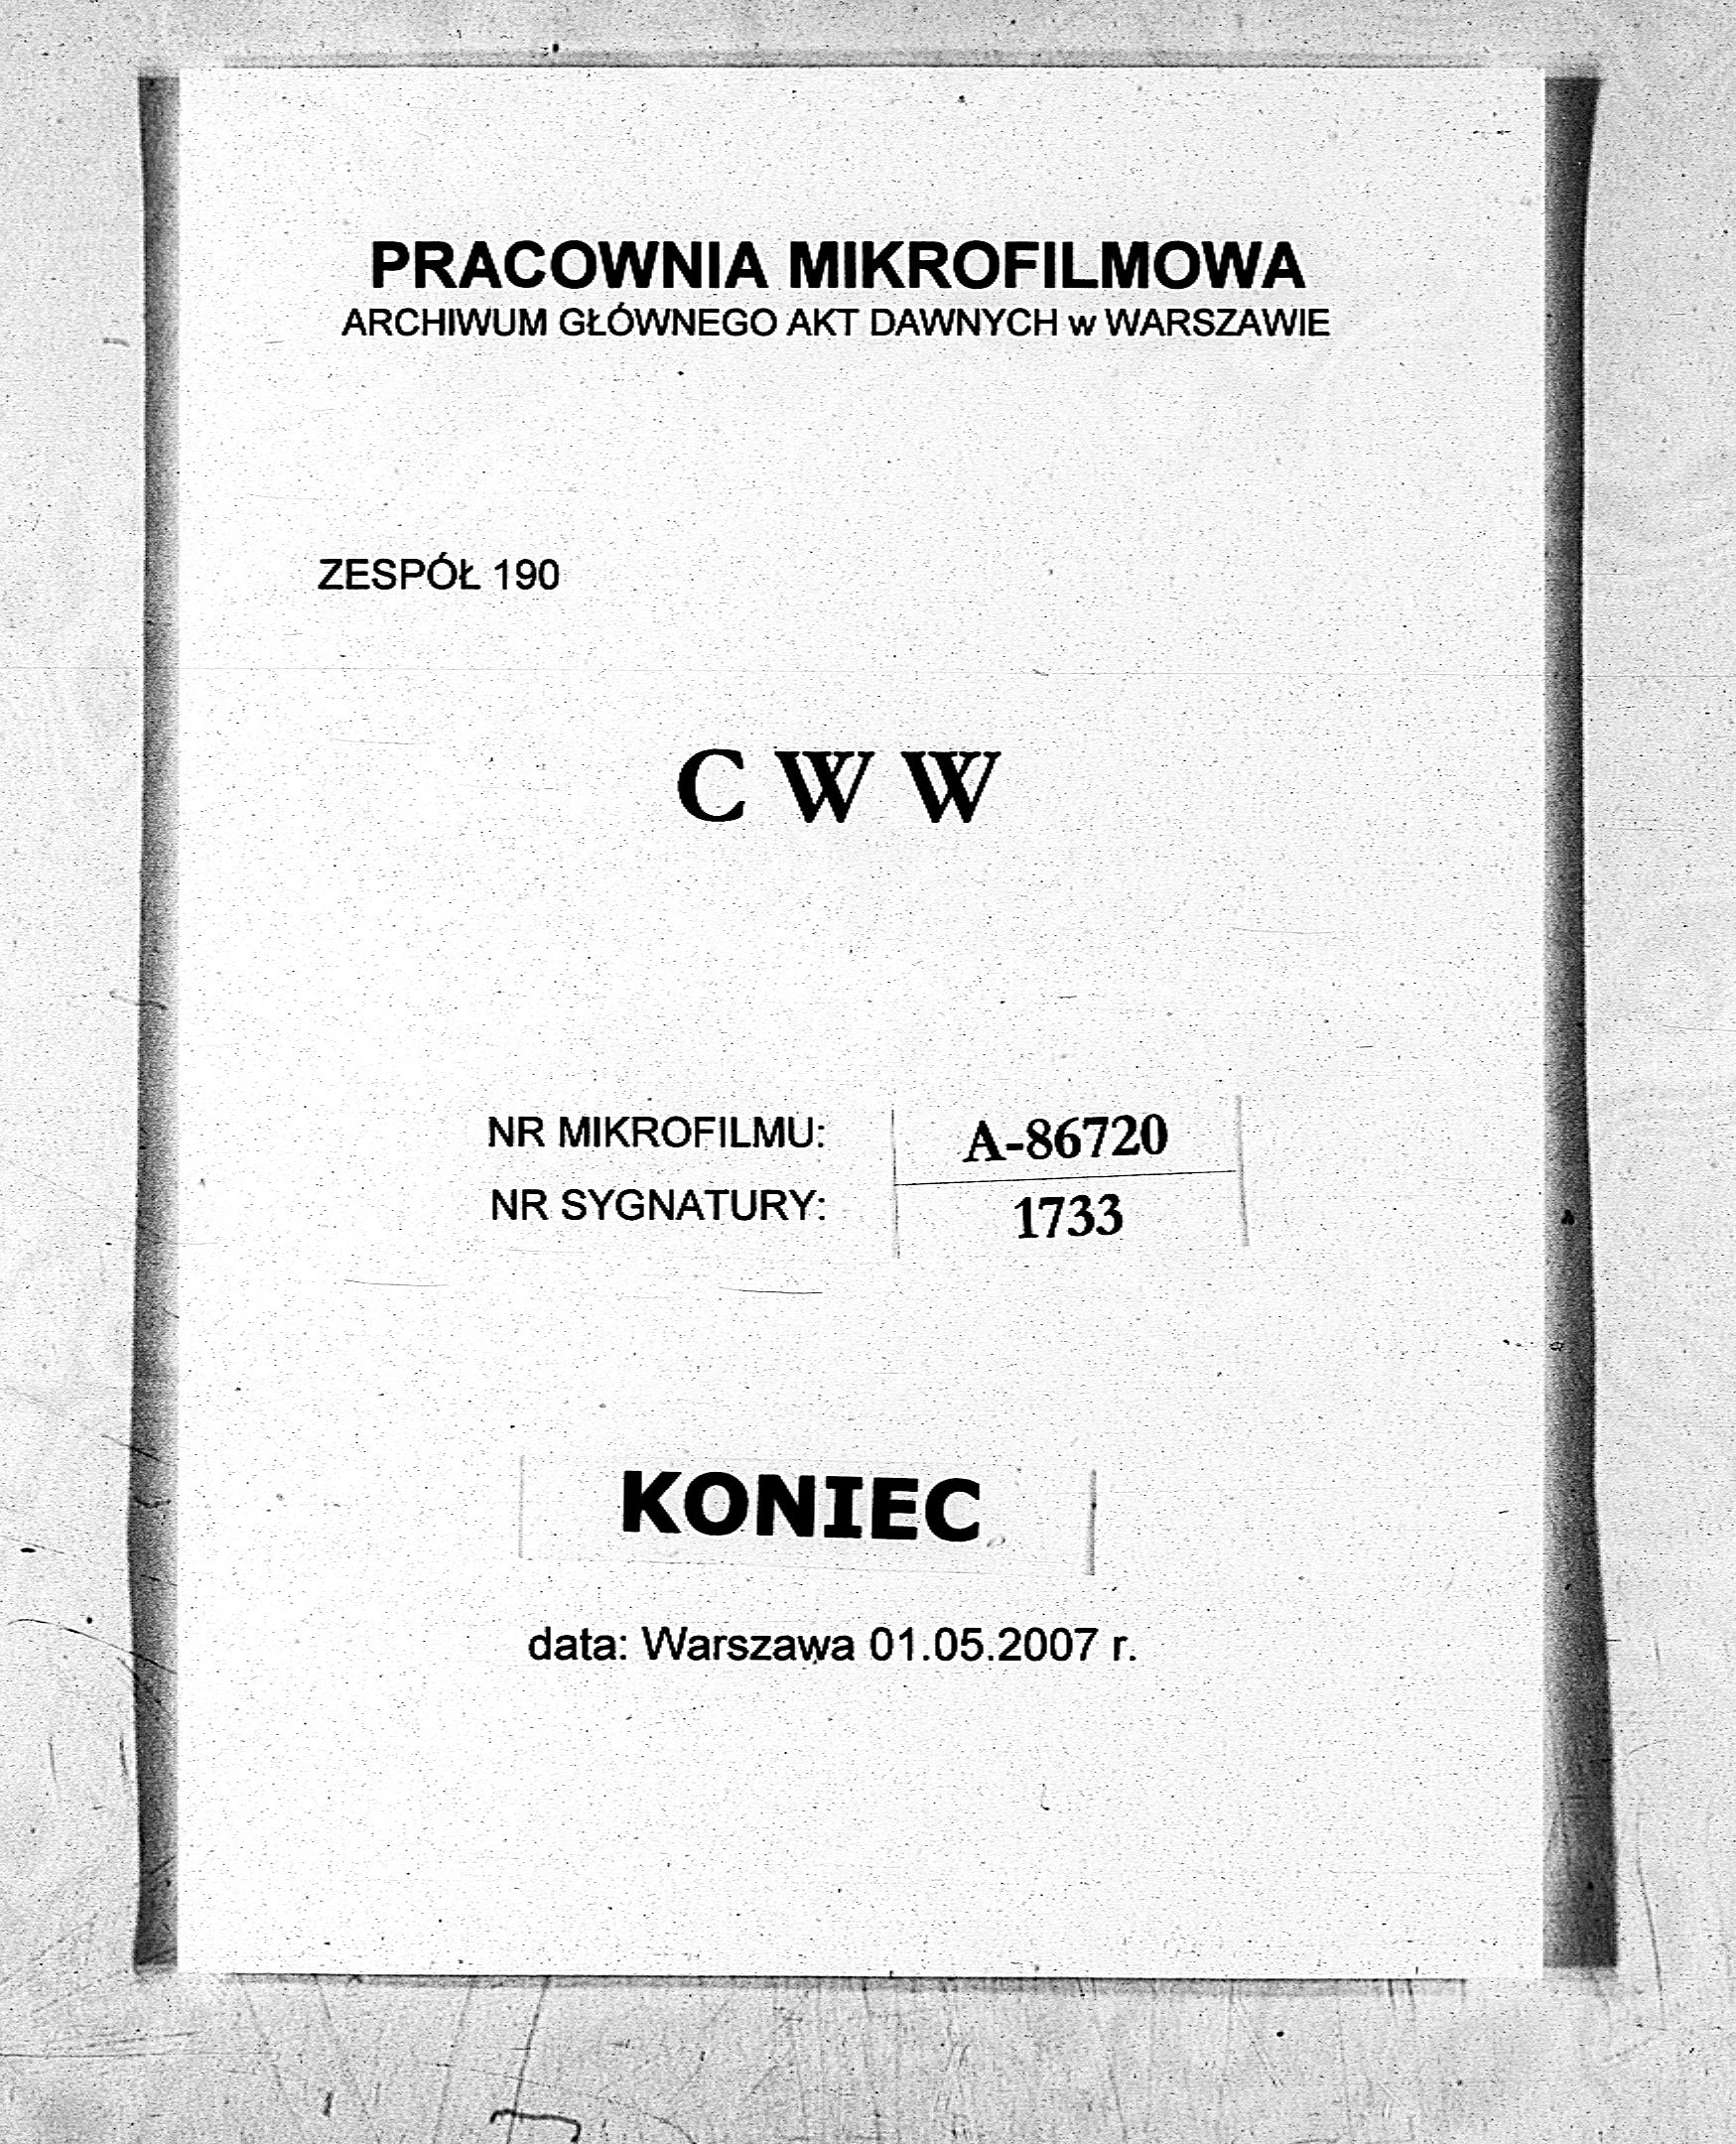 PRACOWNIA MIKROFILMOWA
ARCHIWUM GŁÓWNEGO AKT DAWNYCH w WARSZAWIE
ZESPÓŁ 190
C W W
NR MIKROFILMU: A-86720
NR SYGNATURY: 1733
KONIEC
data: Warszawa 01.05.2007 r.